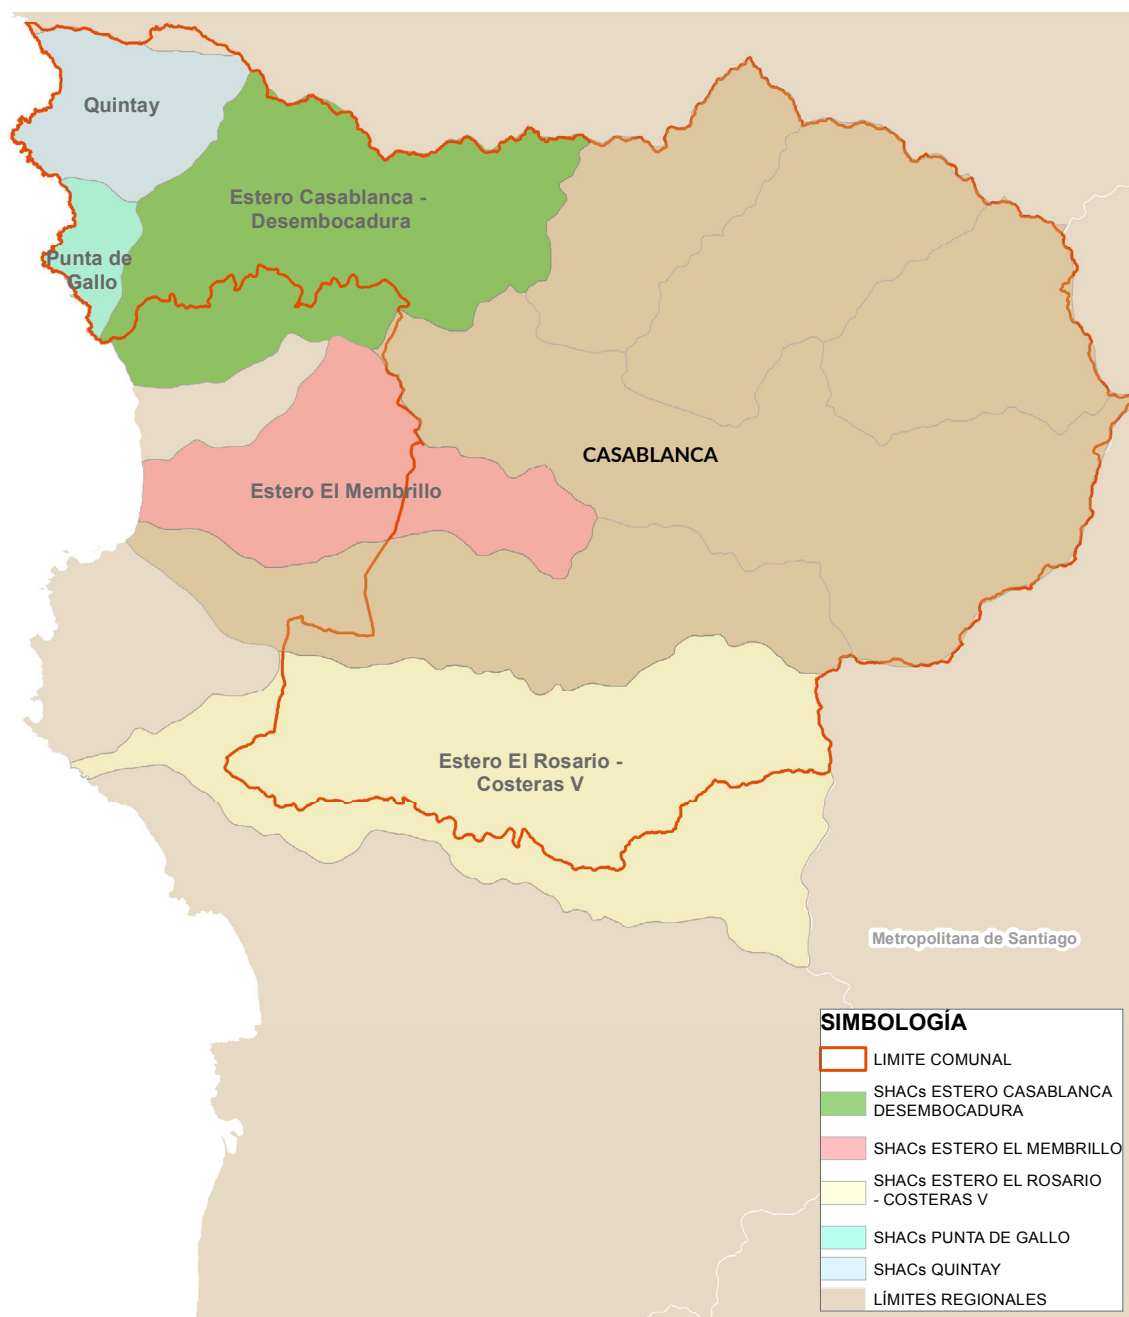 Quintay
Estero Casablanca -
Desembocadura
Punta de
Gallo
CASABLANCA
Estero El Membrillo
Estero El Rosario -
Costeras V
Metropolitana de Santiago
SIMBOLOGÍA
LIMITE COMUNAL
SHACs ESTERO CASABLANCA
DESEMBOCADURA
SHACs ESTERO EL MEMBRILLO
SHACs ESTERO EL ROSARIO
- COSTERAS V
SHACs PUNTA DE GALLO
SHACs QUINTAY
LÍMITES REGIONALES